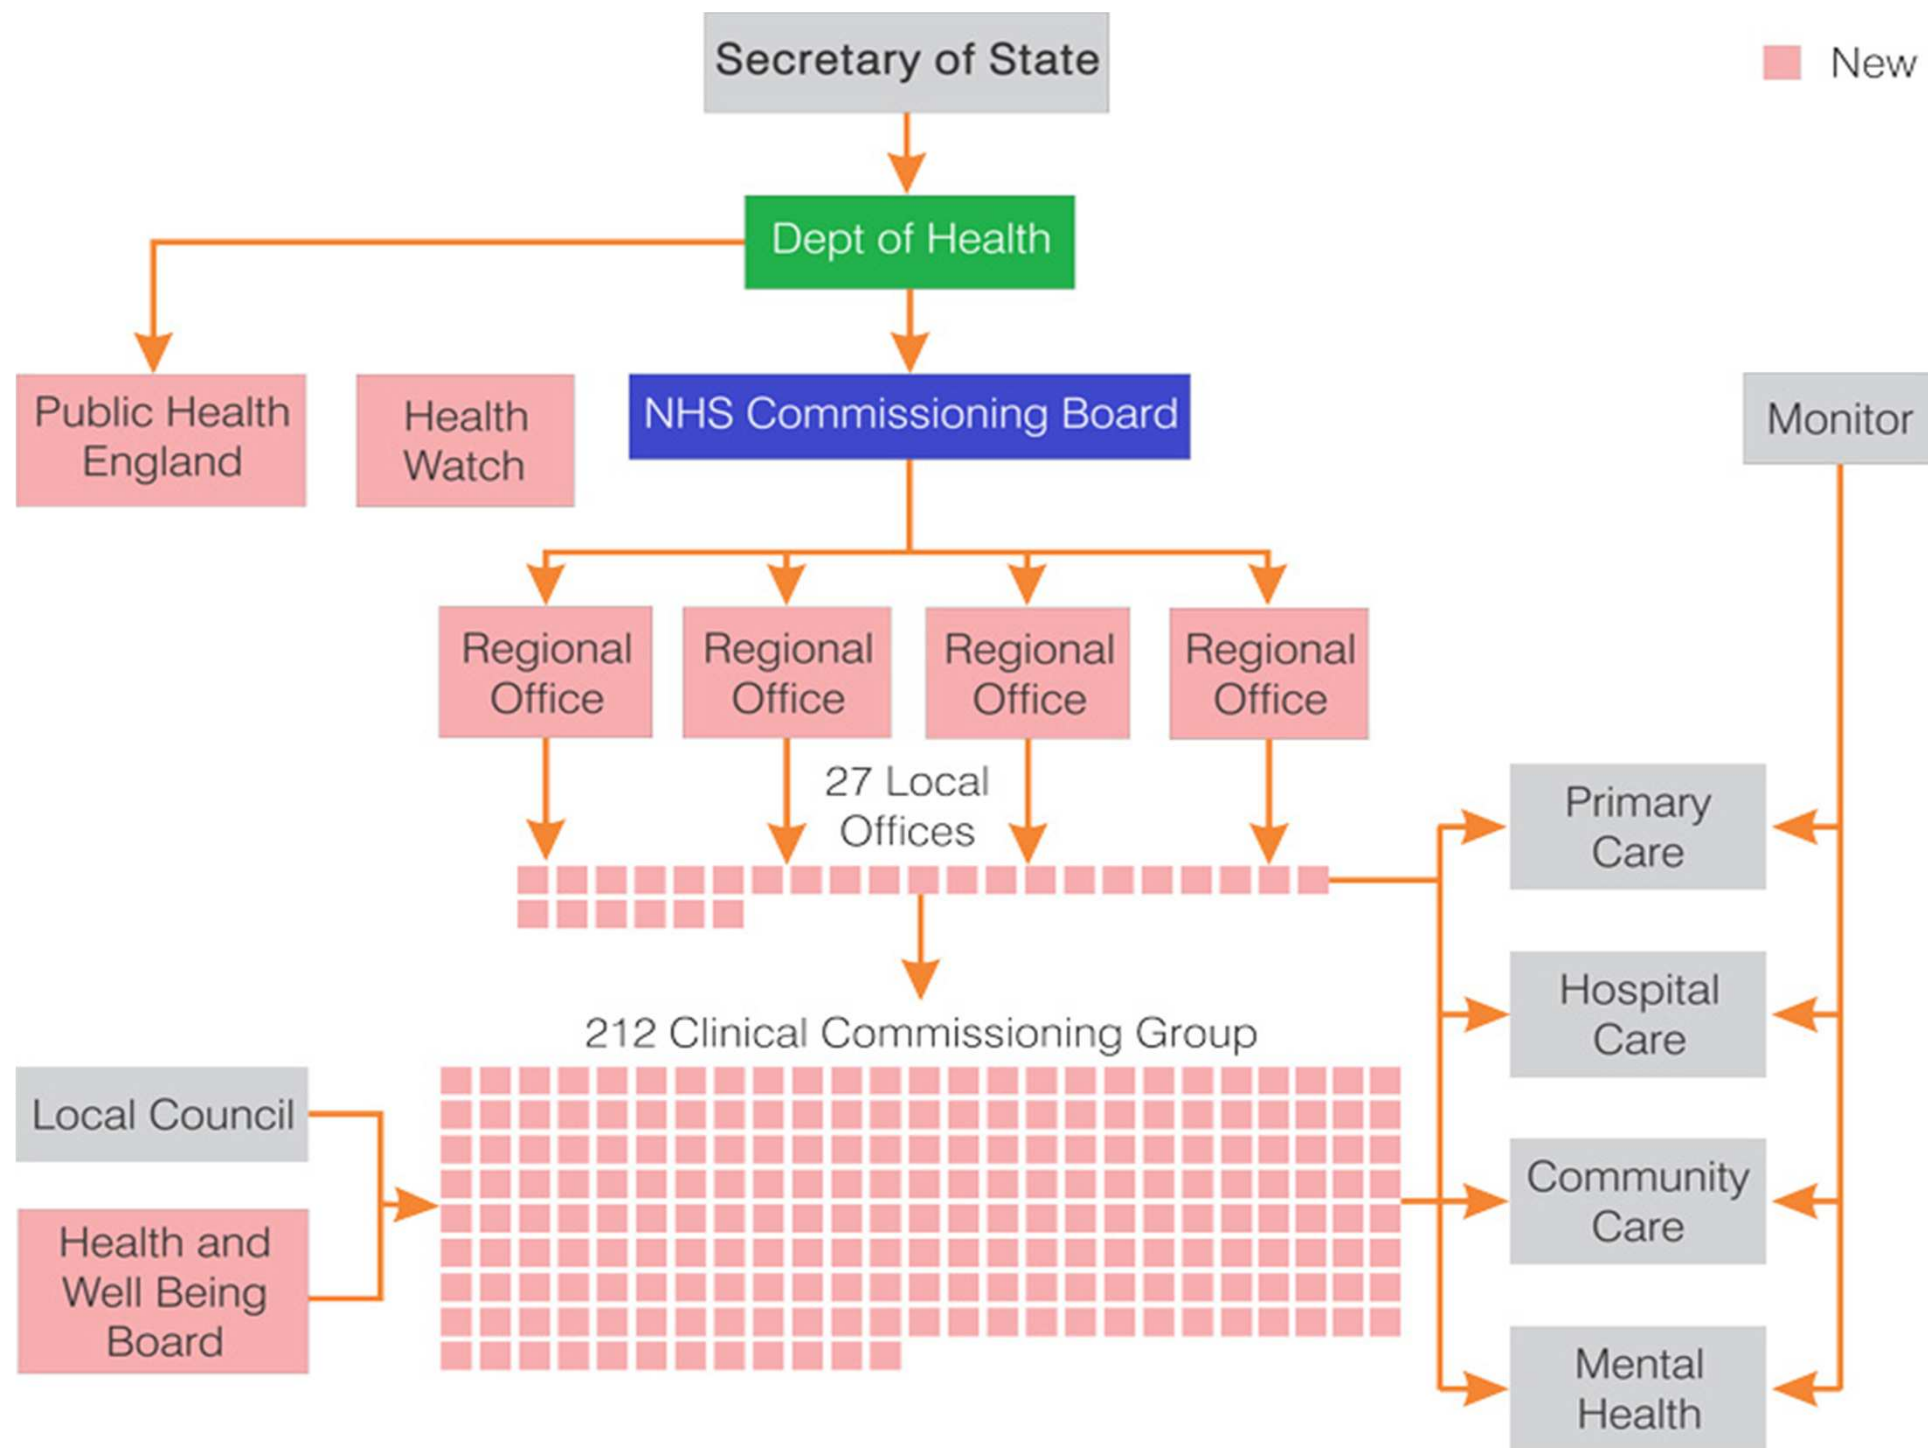 Secretary of State
New
Dept of Health
Public Health
England
Health
Watch
NHS Commissioning Board
Monitor
Regional
Office
Regional
Office
Regional
Office
Regional
Office
27 Local
Offices
Primary
Care
Hospital
Care
212 Clinical Commissioning Group
Local Council
Health and
Well Being
Board
Community
Care
Mental
Health